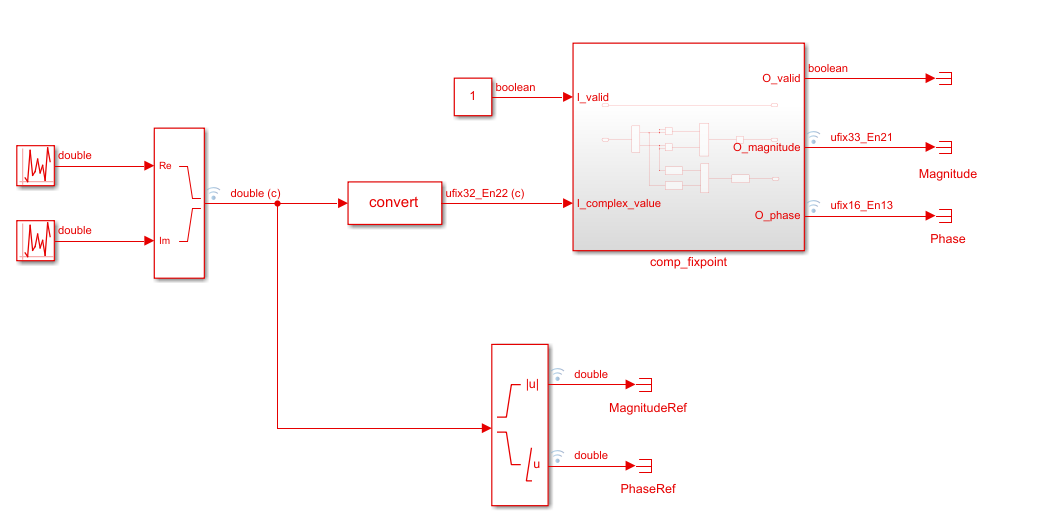 boolean
O_valid
1
boolean
I_valid
double
Re
ufix33_En21
O_magnitude
Magnitude
double (c)
convert
ufix32_En22 (c)
I_complex_value
ufix16_En13
O_phase
Phase
double
Im
comp_fixpoint
|u|
double
MagnitudeRef
u
double
PhaseRef